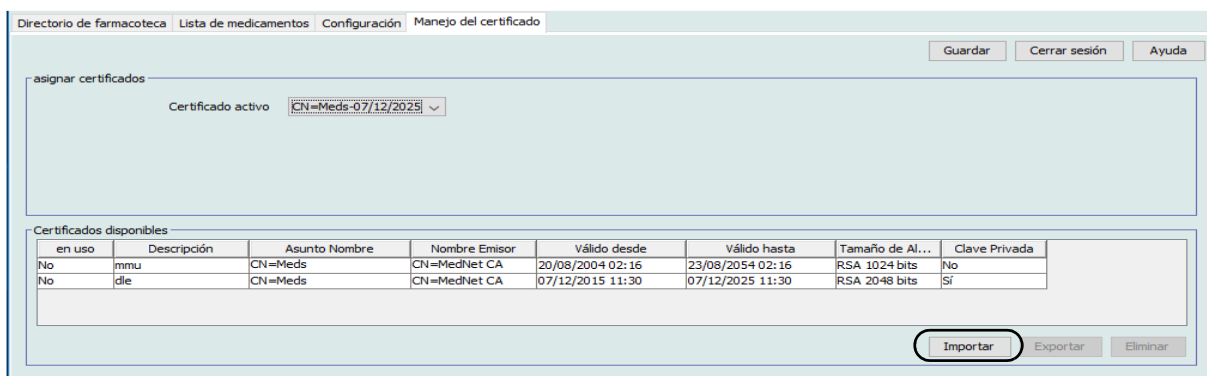 Directorio de farmacoteca Lista de medicamentos Configuración Manejo del certificado
Guardar Cerrar sesión Ayuda
asignar certificados
Certificado activo CN=Meds-07/12/2025
Certificados disponibles
en uso Descripción Asunto Nombre Nombre Emisor Válido desde Válido hasta Tamaño de Al... Clave Privada
No mmu CN=Meds CN=MedNet CA 20/08/2004 02:16 23/08/2054 02:16 RSA 1024 bits No
No dle CN=Meds CN=MedNet CA 07/12/2015 11:30 07/12/2025 11:30 RSA 2048 bits Sí
Importar Exportar Eliminar